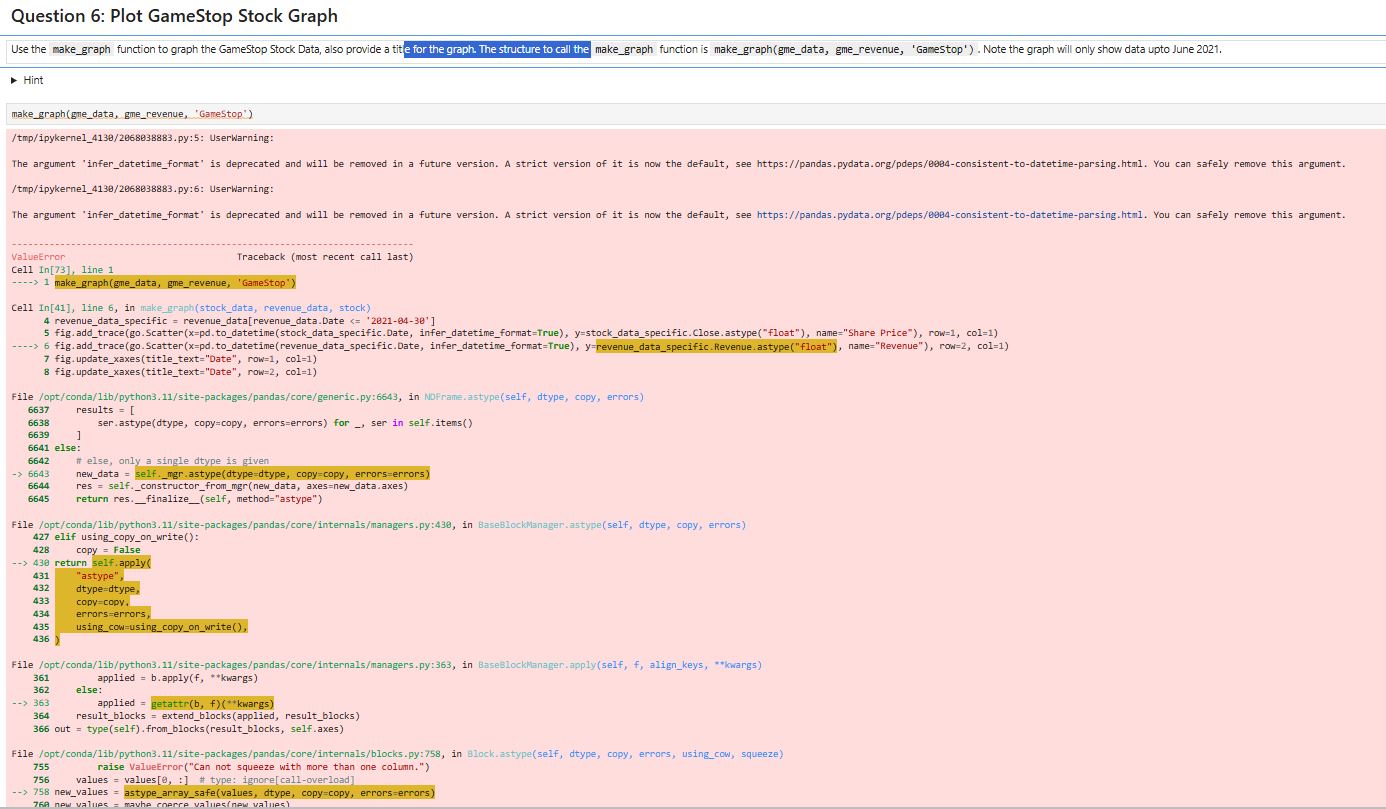 Question 6: Plot GameStop Stock Graph
Use the make_graph function to graph the GameStop Stock Data, also provide a title for the graph. The structure to call the make_graph function is make_graph(gme_data, gme_revenue, 'GameStop') . Note the graph will only show data upto June 2021.
▶ Hint
make_graph(gme_data, gme_revenue, 'GameStop')
/tmp/ipykernel_4130/2068038883.py:5: UserWarning:
The argument 'infer_datetime_format' is deprecated and will be removed in a future version. A strict version of it is now the default, see https://pandas.pydata.org/pdeps/0004-consistent-to-datetime-parsing.html. You can safely remove this argument.
/tmp/ipykernel_4130/2068038883.py:6: UserWarning:
The argument 'infer_datetime_format' is deprecated and will be removed in a future version. A strict version of it is now the default, see https://pandas.pydata.org/pdeps/0004-consistent-to-datetime-parsing.html. You can safely remove this argument.
---------------------------------------------------------------------------
ValueError                                Traceback (most recent call last)
Cell In[73], line 1
----> 1 make_graph(gme_data, gme_revenue, 'GameStop')
Cell In[41], line 6, in make_graph(stock_data, revenue_data, stock)
      4 revenue_data_specific = revenue_data[revenue_data.Date <= '2021-04-30']
      5 fig.add_trace(go.Scatter(x=pd.to_datetime(stock_data_specific.Date, infer_datetime_format=True), y=stock_data_specific.Close.astype("float"), name="Share Price"), row=1, col=1)
----> 6 fig.add_trace(go.Scatter(x=pd.to_datetime(revenue_data_specific.Date, infer_datetime_format=True), y=revenue_data_specific.Revenue.astype("float"), name="Revenue"), row=2, col=1)
      7 fig.update_xaxes(title_text="Date", row=1, col=1)
      8 fig.update_xaxes(title_text="Date", row=2, col=1)
File /opt/conda/lib/python3.11/site-packages/pandas/core/generic.py:6643, in NDFrame.astype(self, dtype, copy, errors)
   6637     results = [
   6638         ser.astype(dtype, copy=copy, errors=errors) for _, ser in self.items()
   6639     ]
   6641 else:
   6642     # else, only a single dtype is given
-> 6643     new_data = self._mgr.astype(dtype=dtype, copy=copy, errors=errors)
   6644     res = self._constructor_from_mgr(new_data, axes=new_data.axes)
   6645     return res.__finalize__(self, method="astype")
File /opt/conda/lib/python3.11/site-packages/pandas/core/internals/managers.py:430, in BaseBlockManager.astype(self, dtype, copy, errors)
    427 elif using_copy_on_write():
    428     copy = False
--> 430 return self.apply(
    431     "astype",
    432     dtype=dtype,
    433     copy=copy,
    434     errors=errors,
    435     using_cow=using_copy_on_write(),
    436 )
File /opt/conda/lib/python3.11/site-packages/pandas/core/internals/managers.py:363, in BaseBlockManager.apply(self, f, align_keys, **kwargs)
    361         applied = b.apply(f, **kwargs)
    362     else:
--> 363         applied = getattr(b, f)(**kwargs)
    364     result_blocks = extend_blocks(applied, result_blocks)
    366 out = type(self).from_blocks(result_blocks, self.axes)
File /opt/conda/lib/python3.11/site-packages/pandas/core/internals/blocks.py:758, in Block.astype(self, dtype, copy, errors, using_cow, squeeze)
    755         raise ValueError("Can not squeeze with more than one column.")
    756     values = values[0, :]  # type: ignore[call-overload]
--> 758 new_values = astype_array_safe(values, dtype, copy=copy, errors=errors)
    760 new_values = maybe_coerce_values(new_values)